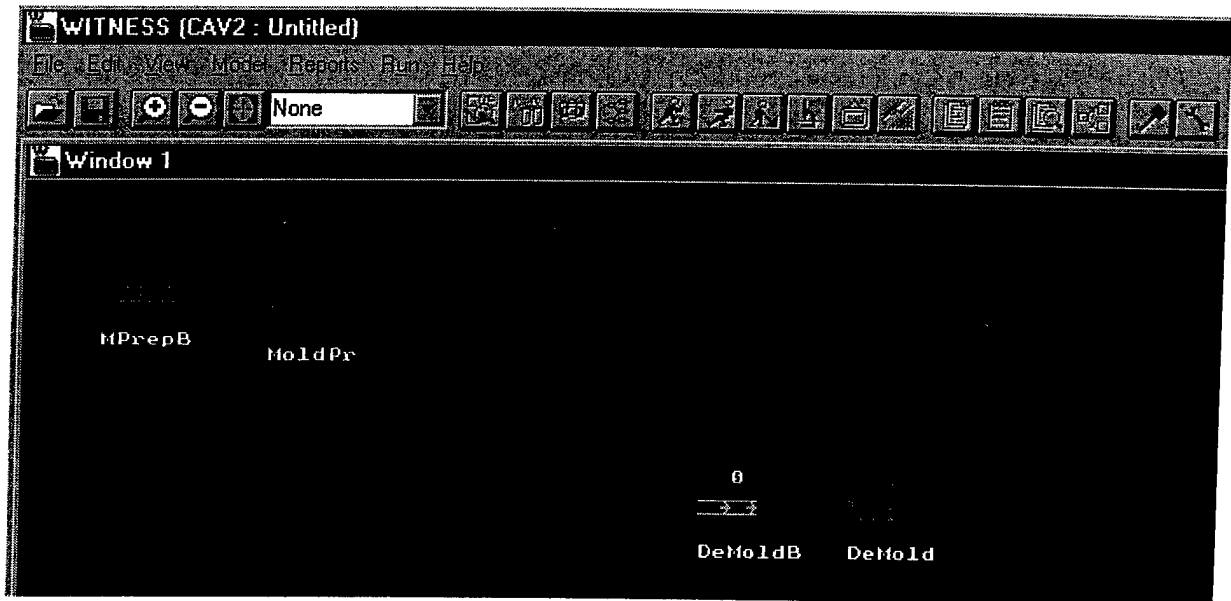 WITNESS (CAV2 : Untitled)
File Edit View Model Reports Run Help
None
Window 1
MPrepB
MoldPr
0
DeMoldB DeMold